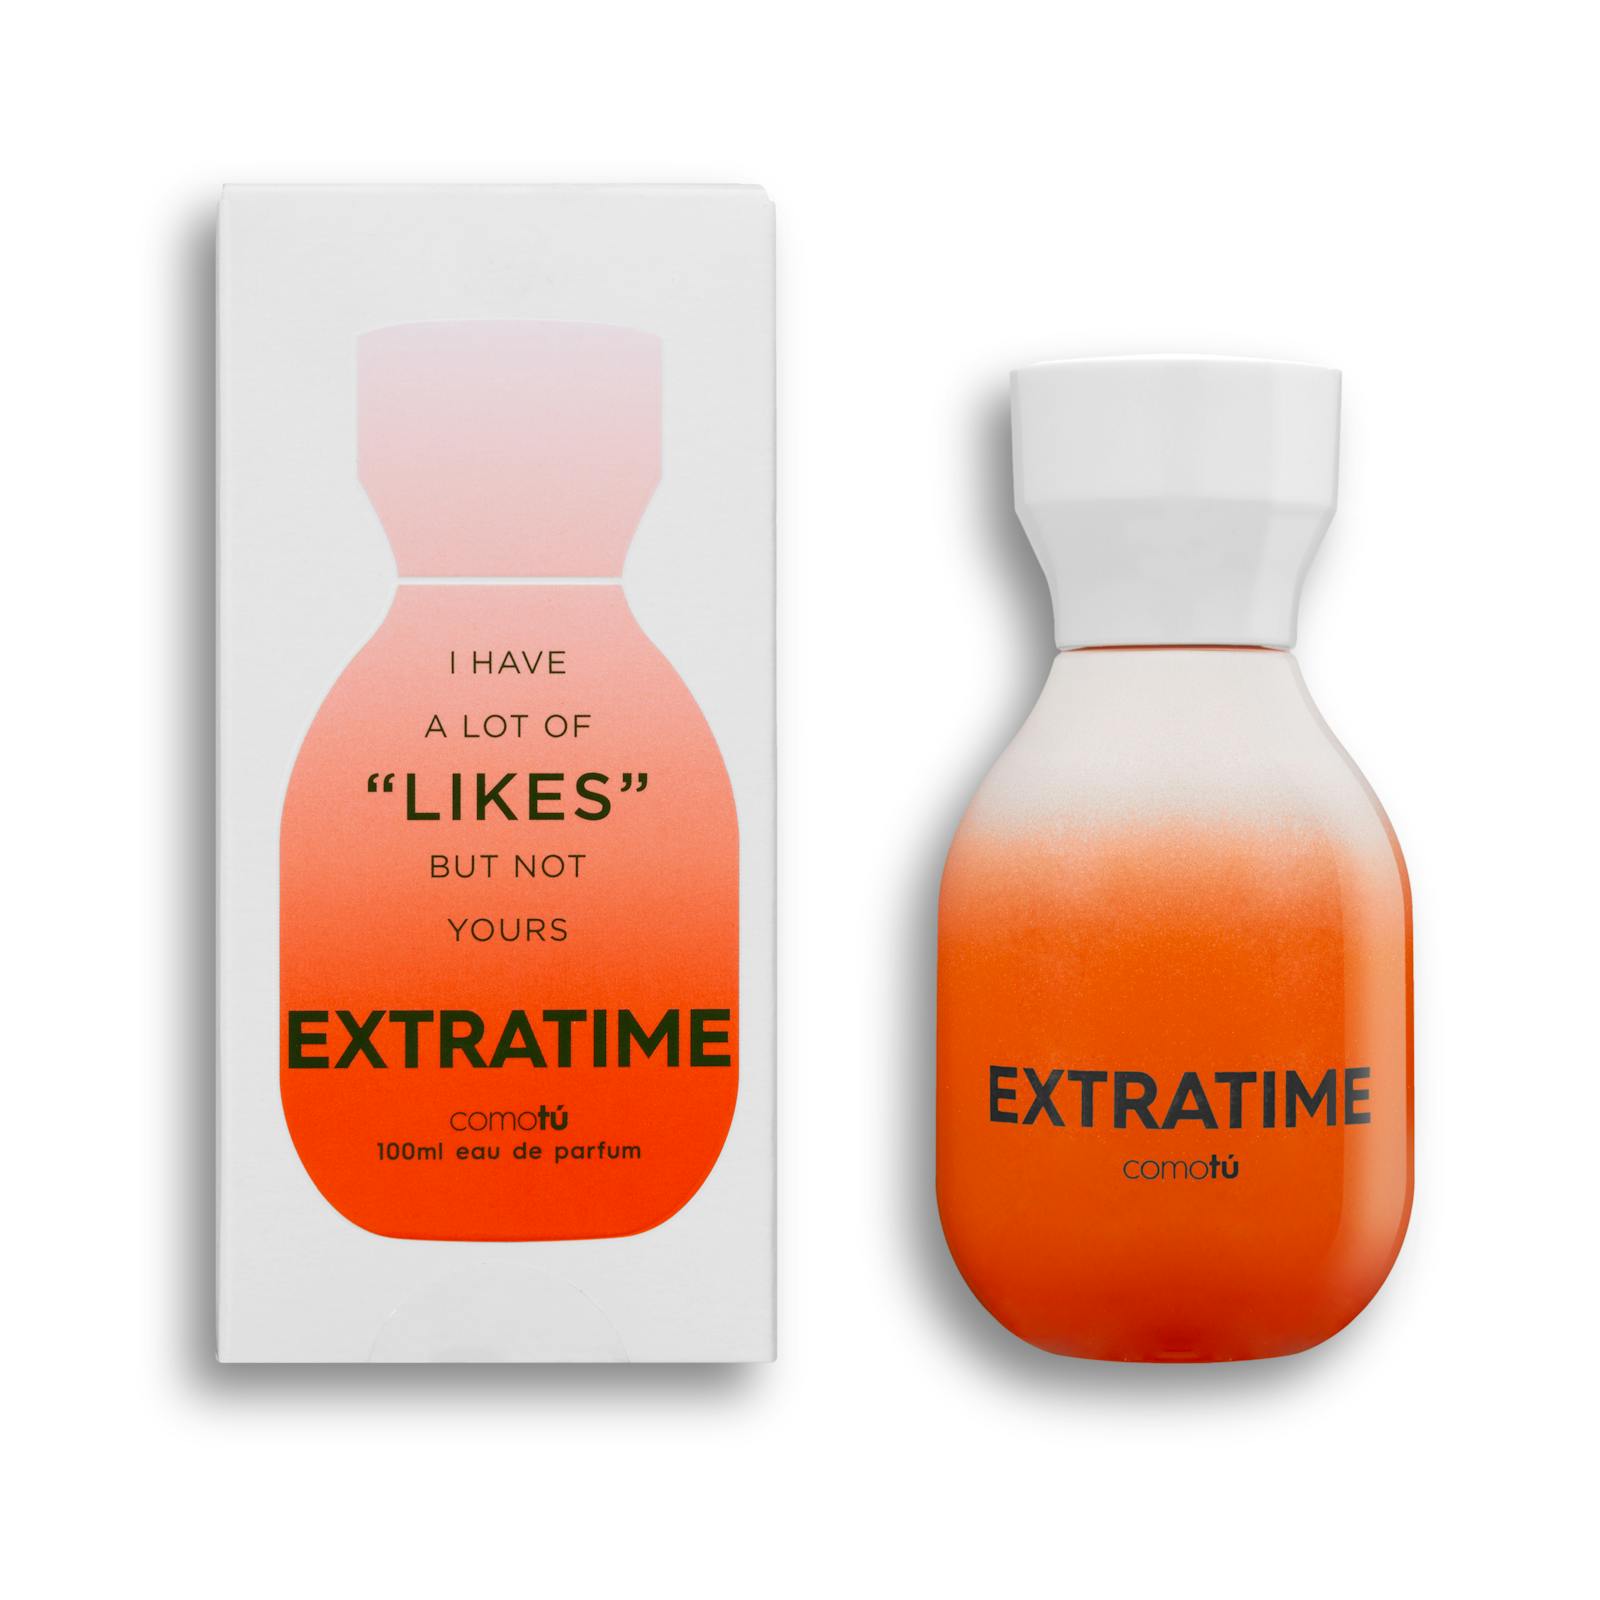 I HAVE
A LOT OF
“LIKES”
BUT NOT
YOURS
EXTRATIME
comotú
100ml eau de parfum
EXTRATIME
comotú